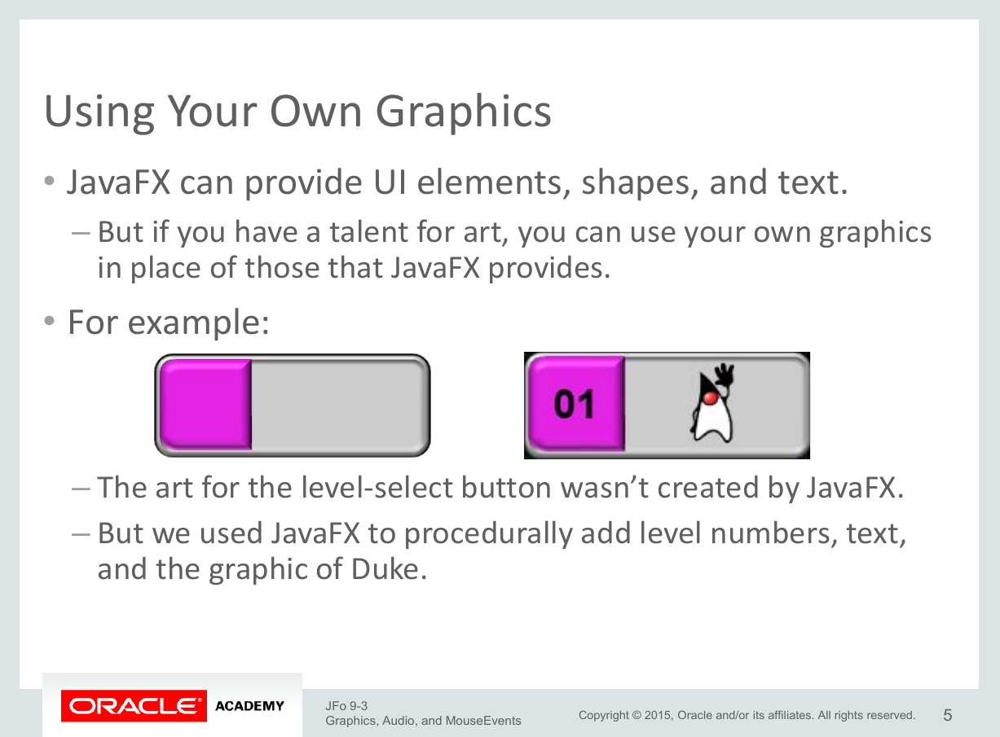 Using Your Own Graphics
• JavaFX can provide UI elements, shapes, and text.
– But if you have a talent for art, you can use your own graphics
in place of those that JavaFX provides.
• For example:
01
– The art for the level-select button wasn’t created by JavaFX.
– But we used JavaFX to procedurally add level numbers, text,
and the graphic of Duke.
ORACLE® ACADEMY
JFo 9-3
Graphics, Audio, and MouseEvents
Copyright © 2015, Oracle and/or its affiliates. All rights reserved.
5